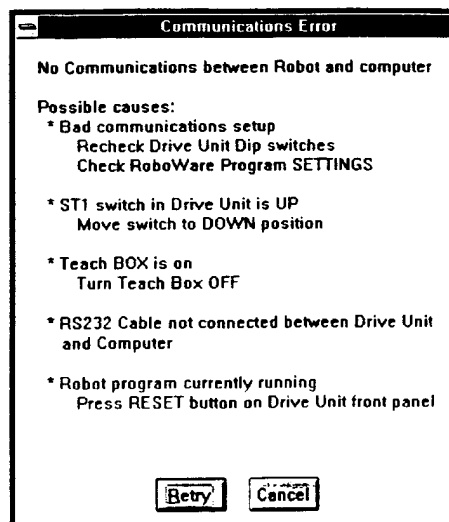 Communications Error
No Communications between Robot and computer
Possible causes:
* Bad communications setup
Recheck Drive Unit Dip switches
Check RoboWare Program SETTINGS
* ST1 switch in Drive Unit is UP
Move switch to DOWN position
* Teach BOX is on
Turn Teach Box OFF
* RS232 Cable not connected between Drive Unit
and Computer
* Robot program currently running
Press RESET button on Drive Unit front panel
Retry Cancel